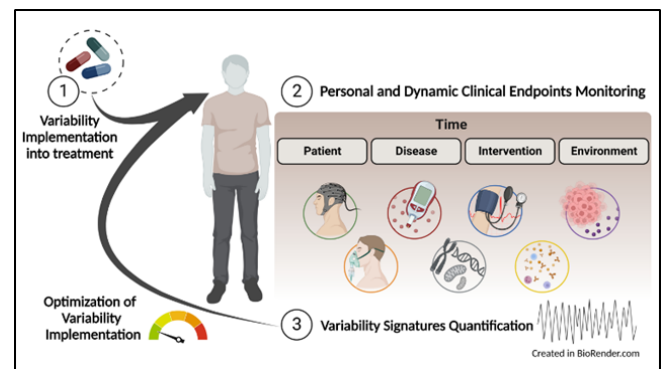 1
Variability
Implementation
into treatment
2 Personal and Dynamic Clinical Endpoints Monitoring
Time
Patient Disease Intervention Environment
Optimization of
Variability
Implementation
3 Variability Signatures Quantification
Created in BioRender.com